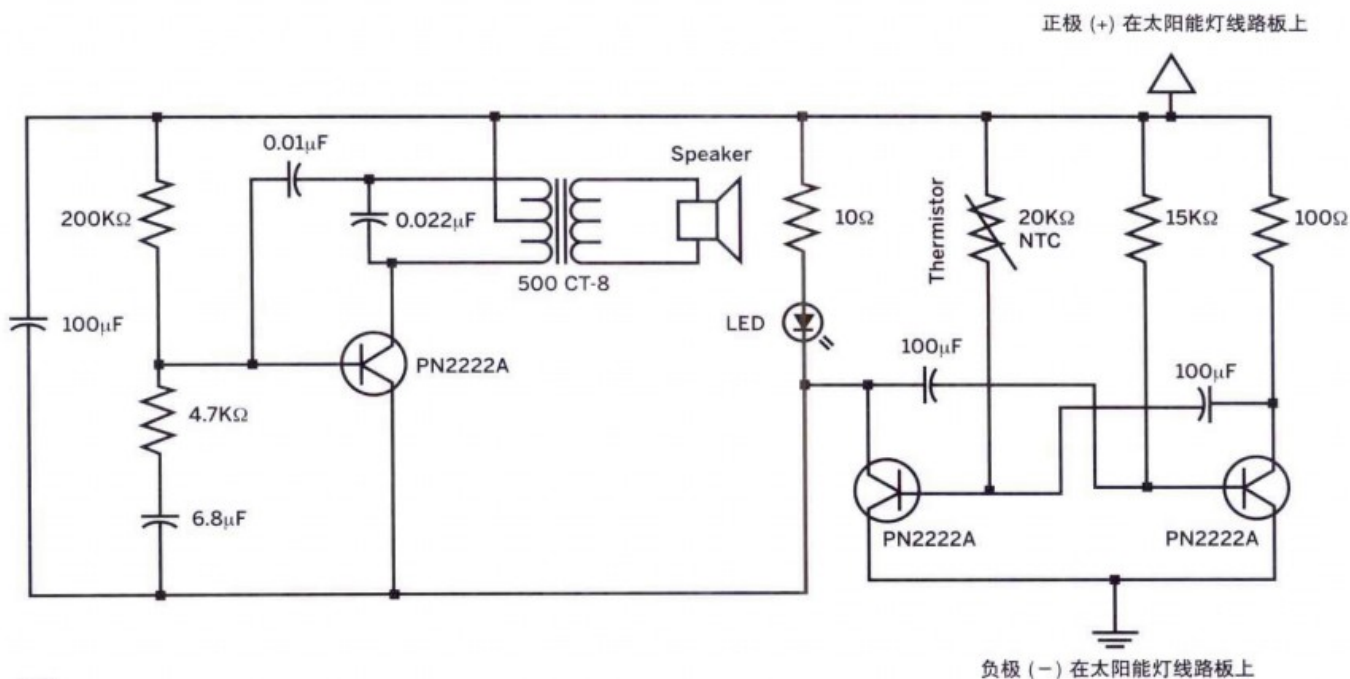 正极 (+) 在太阳能灯线路板上
0.01μF
Speaker
200KΩ
0.022μF
10Ω
Thermistor
20KΩ
NTC
15KΩ
100Ω
500 CT-8
100μF
LED
PN2222A
100μF
100μF
4.7KΩ
6.8μF
PN2222A
PN2222A
负极 (−) 在太阳能灯线路板上